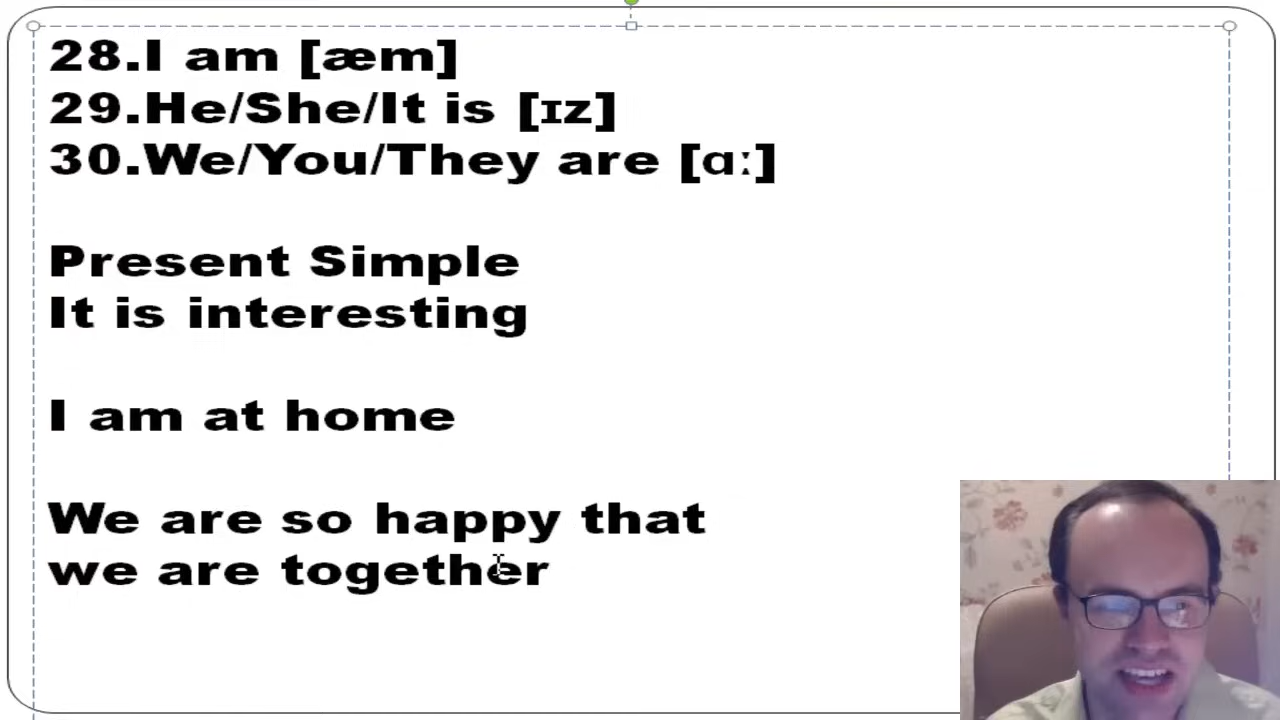 28.I am [æm]
29.He/She/It is [ɪz]
30.We/You/They are [ɑː]
Present Simple
It is interesting
I am at home
We are so happy that
we are together